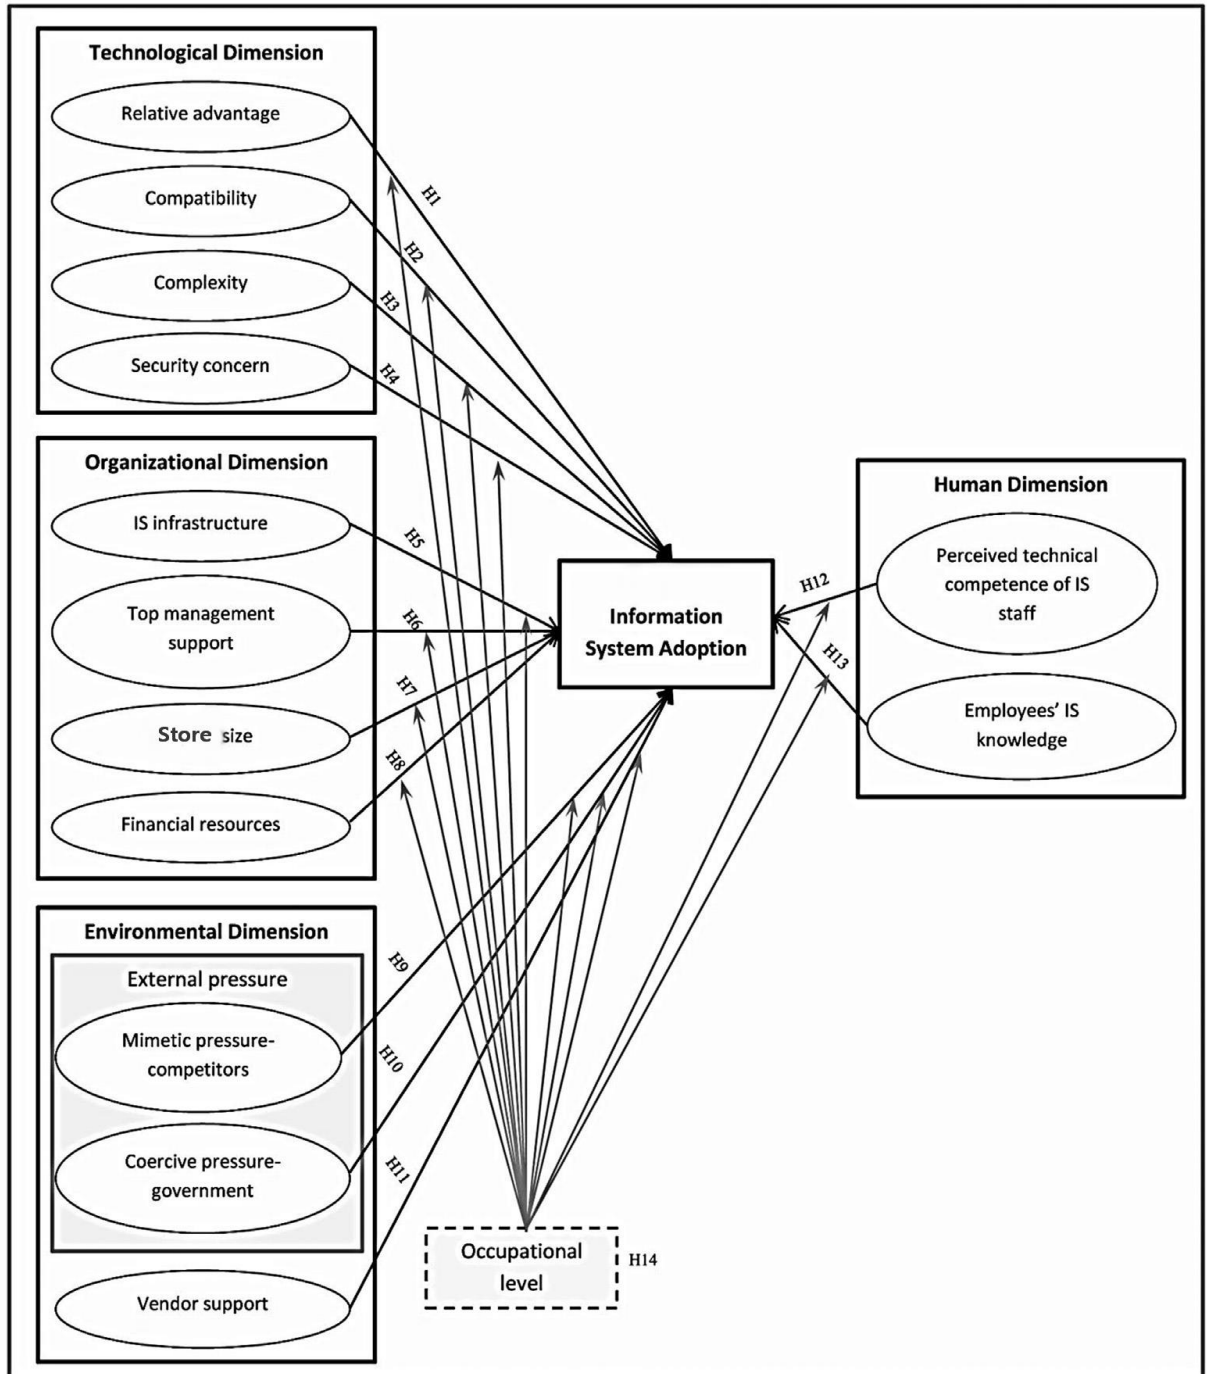 Technological Dimension
Relative advantage
Compatibility
Complexity
Security concern
H1
H2
H3
H4
Organizational Dimension
IS infrastructure
Top management
support
Store size
Financial resources
H5
H6
H7
H8
Information
System Adoption
Human Dimension
Perceived technical
competence of IS
staff
Employees’ IS
knowledge
H12
H13
Environmental Dimension
External pressure
Mimetic pressure-
competitors
Coercive pressure-
government
Vendor support
H9
H10
H11
Occupational
level
H14